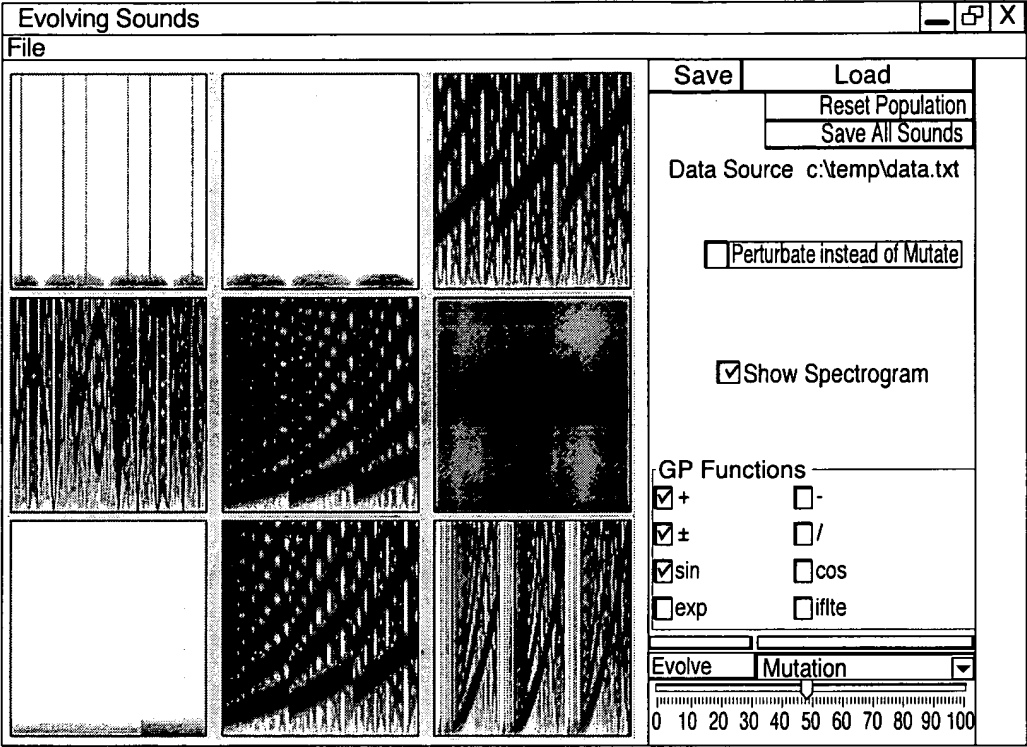 Evolving Sounds
File
Save Load
Reset Population
Save All Sounds
Data Source c:\temp\data.txt
Perturbate instead of Mutate
Show Spectrogram
GP Functions
+ -
± /
sin cos
exp iflte
Evolve Mutation
0 10 20 30 40 50 60 70 80 90 100